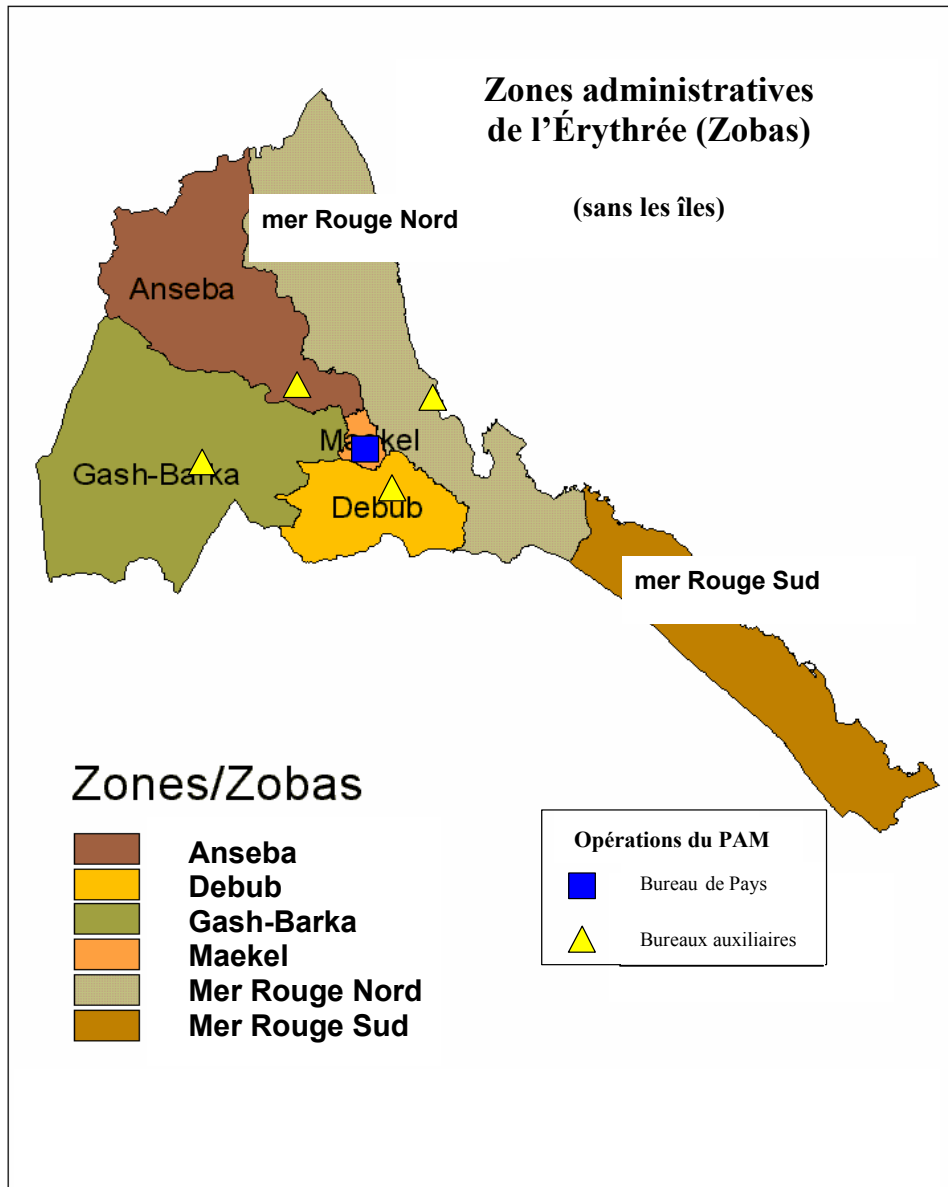 Zones administratives
de l’Érythrée (Zobas)
(sans les îles)
mer Rouge Nord
Anseba
Maekel
Gash-Barka
Debub
mer Rouge Sud
Zones/Zobas
Anseba
Debub
Gash-Barka
Maekel
Mer Rouge Nord
Mer Rouge Sud
Opérations du PAM
Bureau de Pays
Bureaux auxiliaires